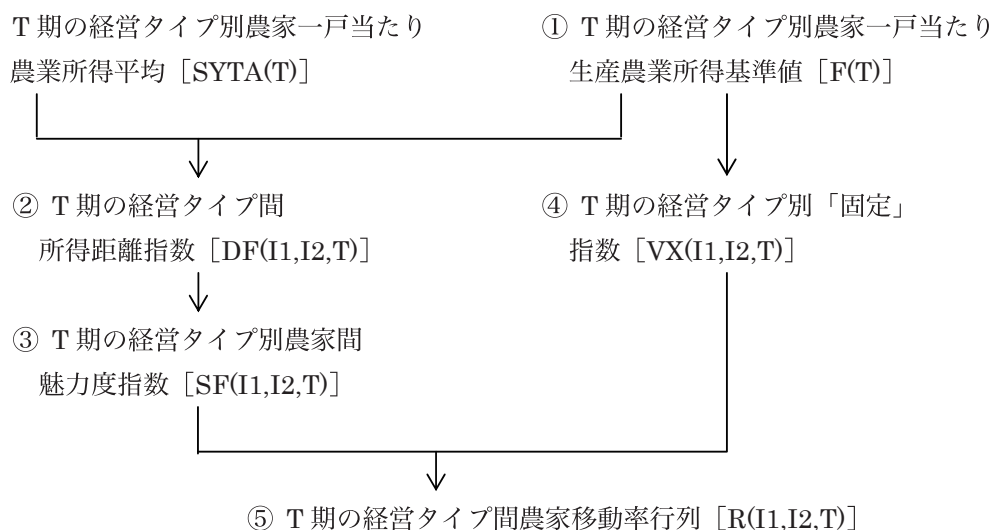 T 期の経営タイプ別農家一戸当たり
農業所得平均［SYTA(T)］
① T 期の経営タイプ別農家一戸当たり
生産農業所得基準値［F(T)］
② T 期の経営タイプ間
所得距離指数［DF(I1,I2,T)］
④ T 期の経営タイプ別「固定」
指数［VX(I1,I2,T)］
③ T 期の経営タイプ別農家間
魅力度指数［SF(I1,I2,T)］
⑤ T 期の経営タイプ間農家移動率行列［R(I1,I2,T)］